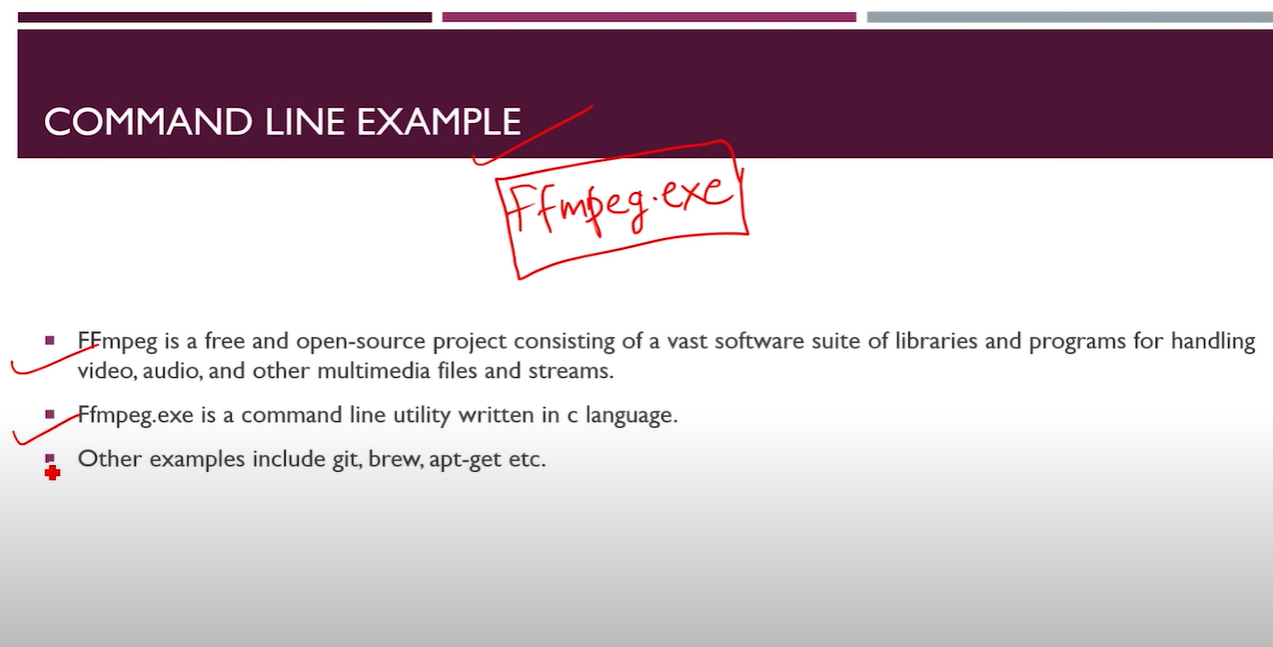 COMMAND LINE EXAMPLE
Ffmpeg.exe
FFmpeg is a free and open-source project consisting of a vast software suite of libraries and programs for handling
video, audio, and other multimedia files and streams.
Ffmpeg.exe is a command line utility written in c language.
Other examples include git, brew, apt-get etc.